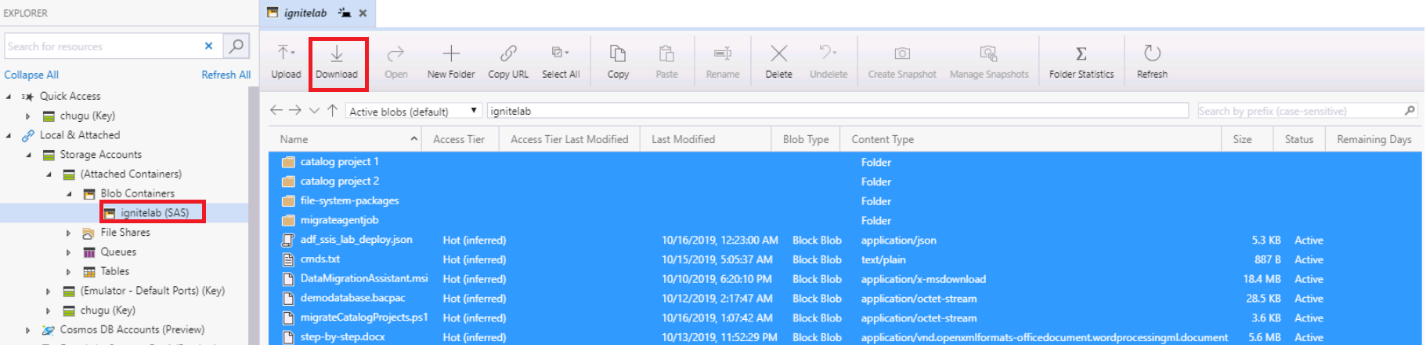 EXPLORER
Search for resources
Collapse All Refresh All
Quick Access
chugu (Key)
Local & Attached
Storage Accounts
(Attached Containers)
Blob Containers
ignitelab (SAS)
File Shares
Queues
Tables
(Emulator - Default Ports) (Key)
chugu (Key)
Cosmos DB Accounts (Preview)
ignitelab
Upload Download Open New Folder Copy URL Select All Copy Paste Rename Delete Undelete Create Snapshot Manage Snapshots Folder Statistics Refresh
Active blobs (default) ignitelab Search by prefix (case-sensitive)
Name Access Tier Access Tier Last Modified Last Modified Blob Type Content Type Size Status Remaining Days
catalog project 1 Folder
catalog project 2 Folder
file-system-packages Folder
migrateagentjob Folder
adf_ssis_lab_deploy.json Hot (inferred) 10/16/2019, 12:23:00 AM Block Blob application/json 5.3 KB Active
cmds.txt Hot (inferred) 10/15/2019, 5:05:37 AM Block Blob text/plain 887 B Active
DataMigrationAssistant.msi Hot (inferred) 10/10/2019, 6:20:10 PM Block Blob application/x-msdownload 18.4 MB Active
demodatabase.bacpac Hot (inferred) 10/12/2019, 2:17:47 AM Block Blob application/octet-stream 28.5 KB Active
migrateCatalogProjects.ps1 Hot (inferred) 10/16/2019, 1:07:42 AM Block Blob application/octet-stream 3.6 KB Active
step-by-step.docx Hot (inferred) 10/13/2019, 11:52:29 PM Block Blob application/vnd.openxmlformats-officedocument.wordprocessingml.document 5.6 MB Active